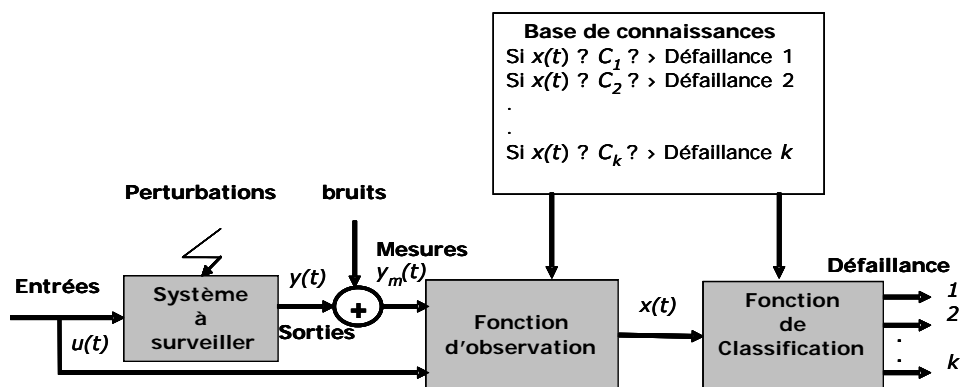 Base de connaissances
Si x(t) ? C1 ? › Défaillance 1
Si x(t) ? C2 ? › Défaillance 2
.
.
Si x(t) ? Ck ? › Défaillance k
Perturbations
bruits
Mesures
ym(t)
y(t)
Entrées
u(t)
Système
à
surveiller
+
Sorties
Fonction
d'observation
x(t)
Fonction
de
Classification
Défaillance
1
2
.
.
k